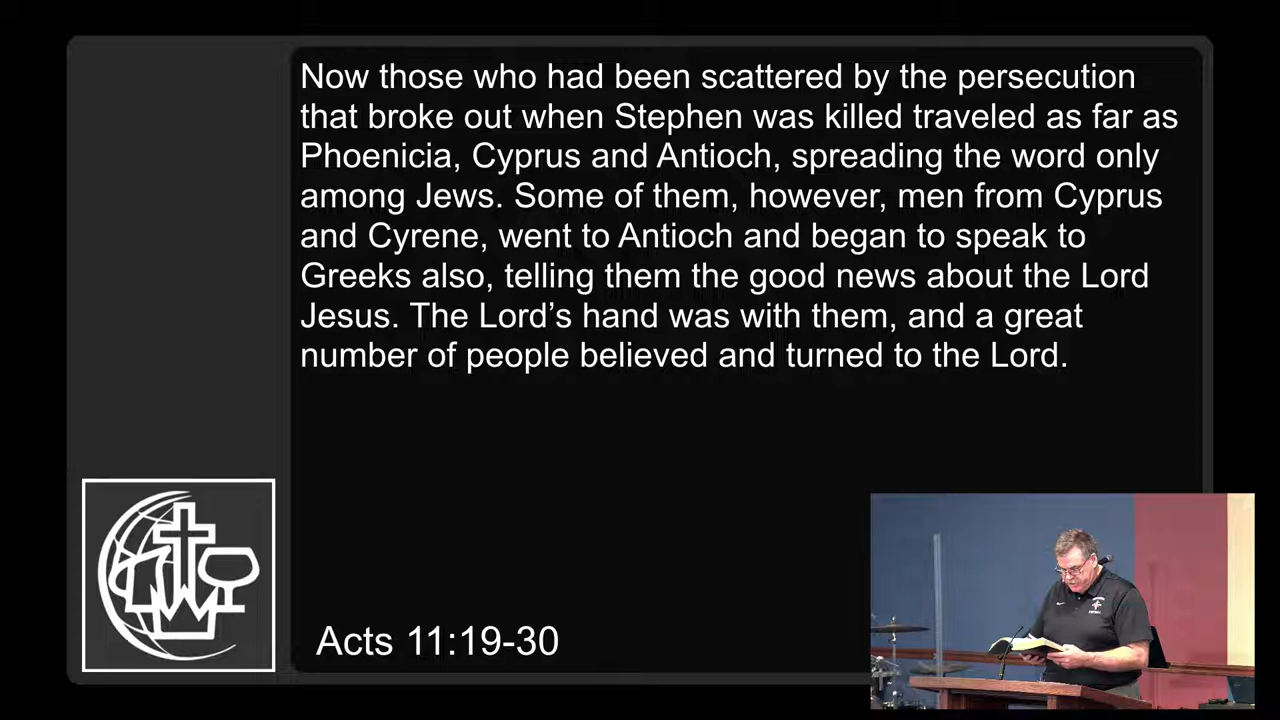 Now those who had been scattered by the persecution
that broke out when Stephen was killed traveled as far as
Phoenicia, Cyprus and Antioch, spreading the word only
among Jews. Some of them, however, men from Cyprus
and Cyrene, went to Antioch and began to speak to
Greeks also, telling them the good news about the Lord
Jesus. The Lord’s hand was with them, and a great
number of people believed and turned to the Lord.
Acts 11:19-30